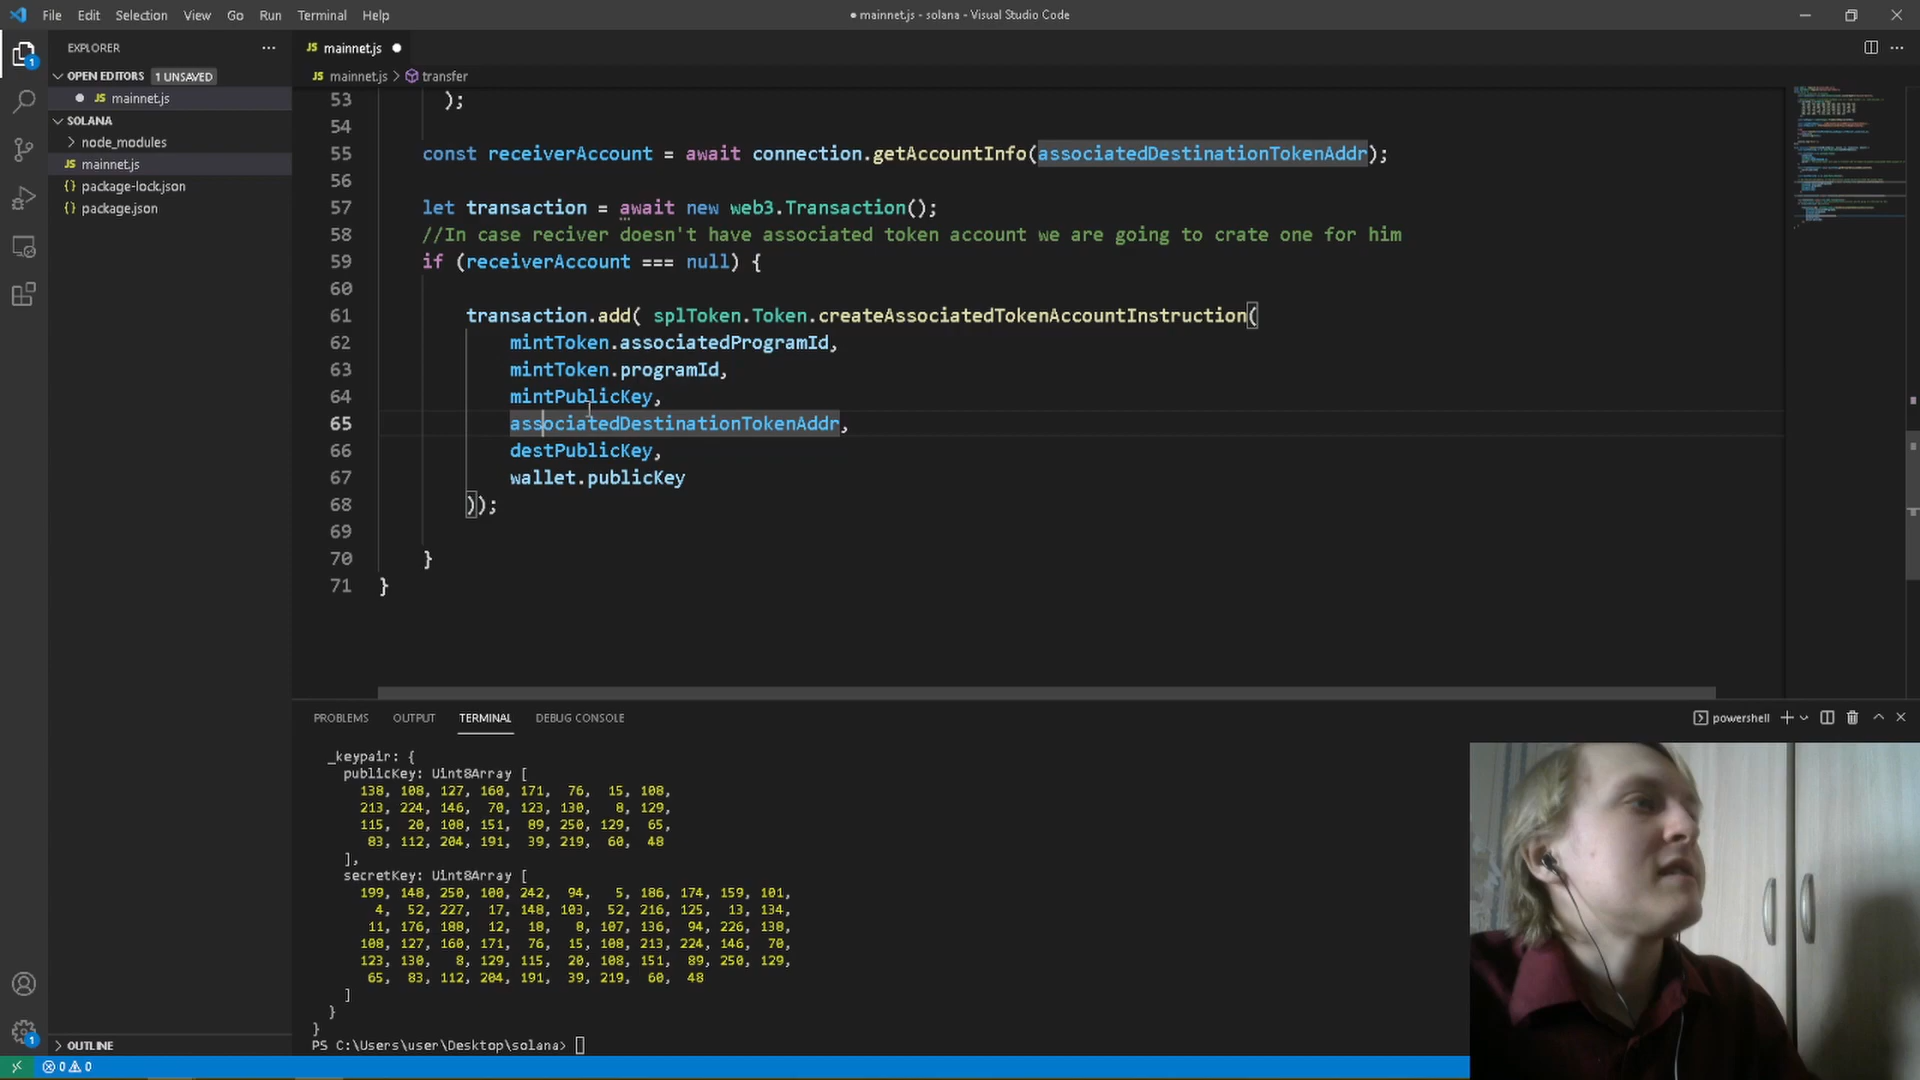 File Edit Selection View Go Run Terminal Help
● mainnet.js - solana - Visual Studio Code
EXPLORER
OPEN EDITORS 1 UNSAVED
JS mainnet.js
SOLANA
node_modules
JS mainnet.js
{} package-lock.json
{} package.json
OUTLINE
JS mainnet.js ●
JS mainnet.js > transfer
53 );
54
55 const receiverAccount = await connection.getAccountInfo(associatedDestinationTokenAddr);
56
57 let transaction = await new web3.Transaction();
58 //In case reciver doesn't have associated token account we are going to crate one for him
59 if (receiverAccount === null) {
60
61 transaction.add( splToken.Token.createAssociatedTokenAccountInstruction(
62 mintToken.associatedProgramId,
63 mintToken.programId,
64 mintPublicKey,
65 associatedDestinationTokenAddr,
66 destPublicKey,
67 wallet.publicKey
68 ));
69
70 }
71 }
PROBLEMS OUTPUT TERMINAL DEBUG CONSOLE
powershell
_keypair: {
publicKey: Uint8Array [
138, 108, 127, 160, 171, 76, 15, 108,
213, 224, 146, 70, 123, 130, 8, 129,
115, 20, 108, 151, 89, 250, 129, 65,
83, 112, 204, 191, 39, 219, 60, 48
],
secretKey: Uint8Array [
199, 148, 250, 100, 242, 94, 5, 186, 174, 159, 101,
4, 52, 227, 17, 148, 103, 52, 216, 125, 13, 134,
11, 176, 188, 12, 18, 8, 107, 136, 94, 226, 138,
108, 127, 160, 171, 76, 15, 108, 213, 224, 146, 70,
123, 130, 8, 129, 115, 20, 108, 151, 89, 250, 129,
65, 83, 112, 204, 191, 39, 219, 60, 48
]
}
}
PS C:\Users\user\Desktop\solana>
1
1
0 0